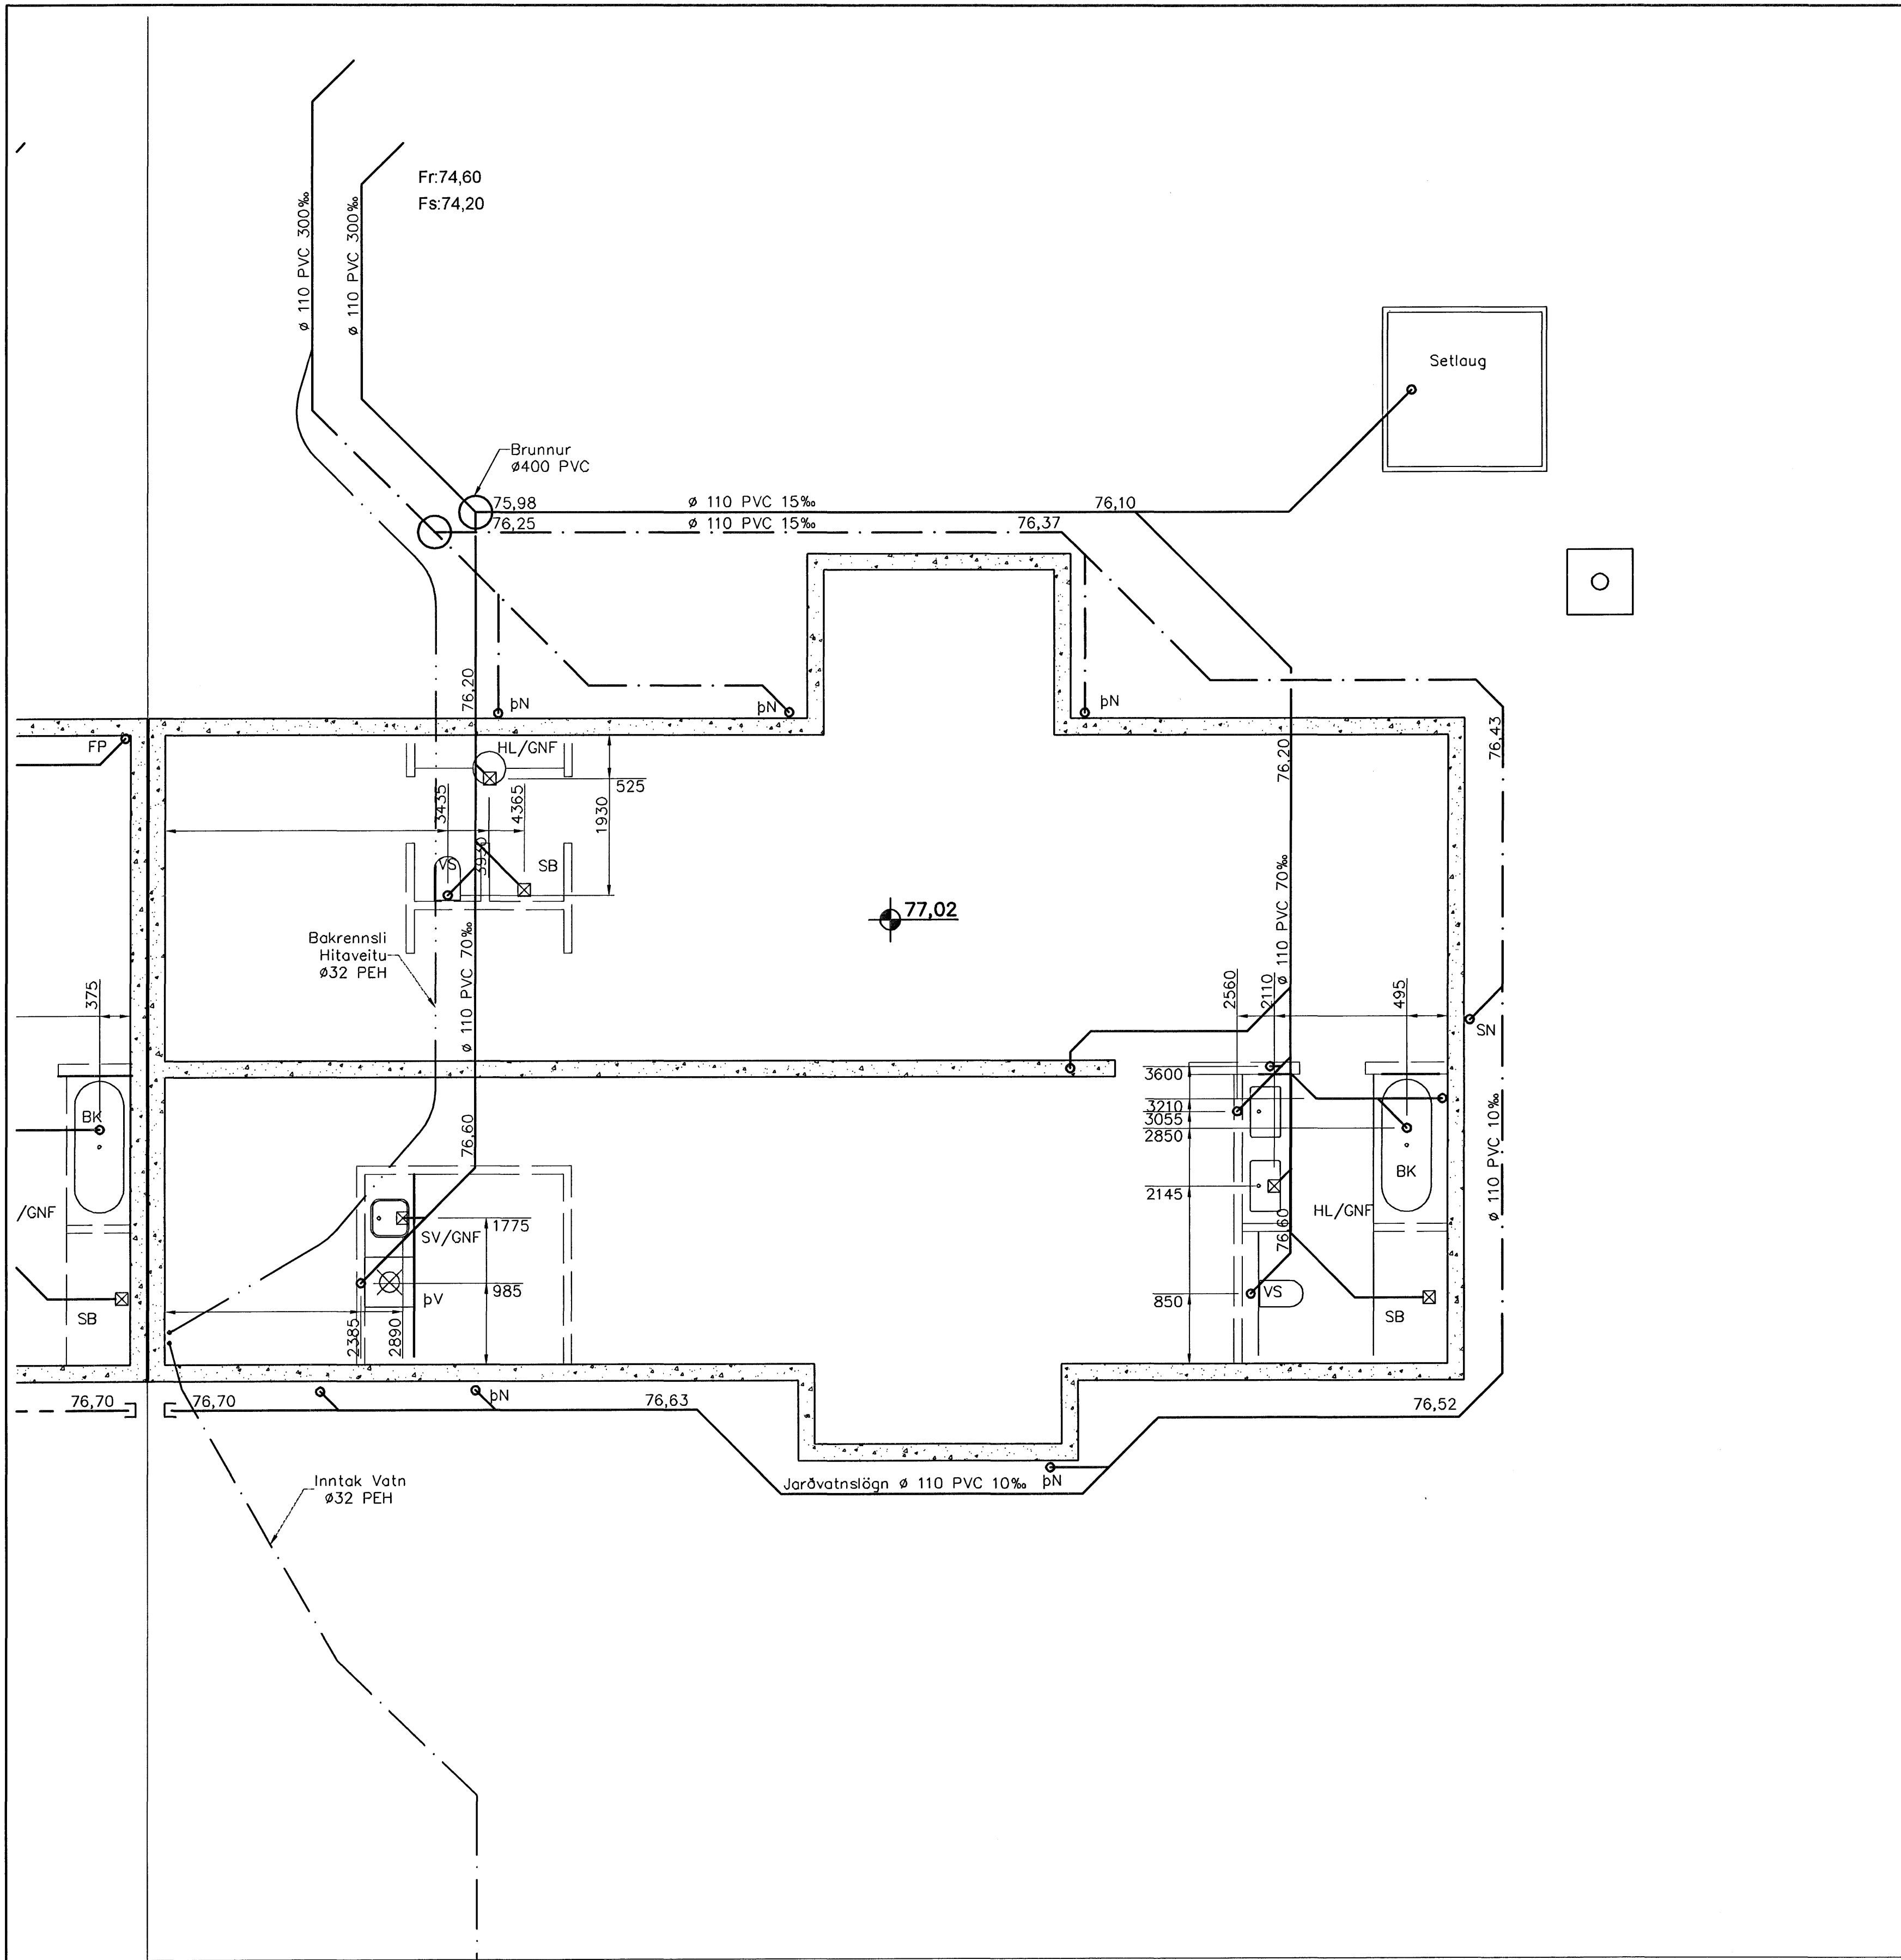 Fr:74,60
Fs:74,20
ø 110 PVC 300‰
ø 110 PVC 300‰
Setlaug
Brunnur
ø400 PVC
75,98
ø 110 PVC 15‰
76,10
76,25
ø 110 PVC 15‰
76,37
76,20
þN
þN
þN
76,43
FP
HL/GNF
525
76,20
3435
3930
4365
1930
VS
SB
77,02
Bakrennsli
Hitaveitu
ø32 PEH
ø 110 PVC 70‰
ø 110 PVC 70‰
375
2560
2110
495
SN
3600
3210
3055
2850
BK
BK
76,60
2145
/GNF
HL/GNF
ø 110 PVC 10‰
1775
SV/GNF
76,60
985
þV
850
VS
SB
SB
2385
2890
76,70
76,70
þN
76,63
76,52
Inntak Vatn
ø32 PEH
Jarðvatnslögn ø 110 PVC 10‰
þN